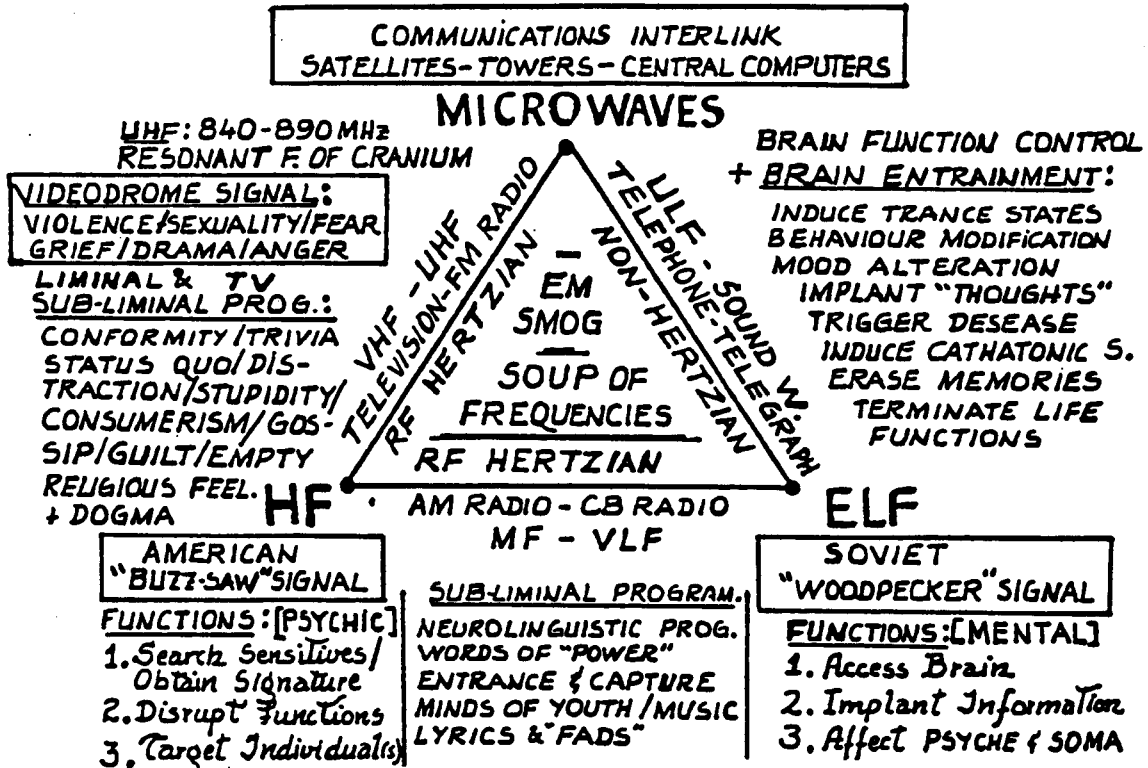 COMMUNICATIONS INTERLINK
SATELLITES-TOWERS-CENTRAL COMPUTERS
MICROWAVES
UHF: 840-890 MHz
RESONANT F. OF CRANIUM
VIDEODROME SIGNAL:
VIOLENCE/SEXUALITY/FEAR
GRIEF/DRAMA/ANGER
LIMINAL & TV
SUB-LIMINAL PROG.:
CONFORMITY/TRIVIA
STATUS QUO/DIS-
TRACTION/STUPIDITY/
CONSUMERISM/GOS-
SIP/GUILT/EMPTY
RELIGIOUS FEEL.
+ DOGMA
VHF - UHF
TELEVISION-FM RADIO
RF HERTZIAN
- EM
SMOG
-
SOUP OF
FREQUENCIES
RF HERTZIAN
ULF - SOUND W.
TELEPHONE-TELEGRAPH
NON-HERTZIAN
BRAIN FUNCTION CONTROL
+ BRAIN ENTRAINMENT:
INDUCE TRANCE STATES
BEHAVIOUR MODIFICATION
MOOD ALTERATION
IMPLANT "THOUGHTS"
TRIGGER DESEASE
INDUCE CATHATONIC S.
ERASE MEMORIES
TERMINATE LIFE
FUNCTIONS
HF
AM RADIO - CB RADIO
MF - VLF
ELF
AMERICAN
"BUZZ-SAW" SIGNAL
FUNCTIONS: [PSYCHIC]
1. Search Sensitives/
Obtain Signature
2. Disrupt Functions
3. Target Individual(s)
SUB-LIMINAL PROGRAM.
NEUROLINGUISTIC PROG.
WORDS OF "POWER"
ENTRANCE & CAPTURE
MINDS OF YOUTH/MUSIC
LYRICS & "FADS"
SOVIET
"WOODPECKER" SIGNAL
FUNCTIONS: [MENTAL]
1. Access Brain
2. Implant Information
3. Affect PSYCHE & SOMA